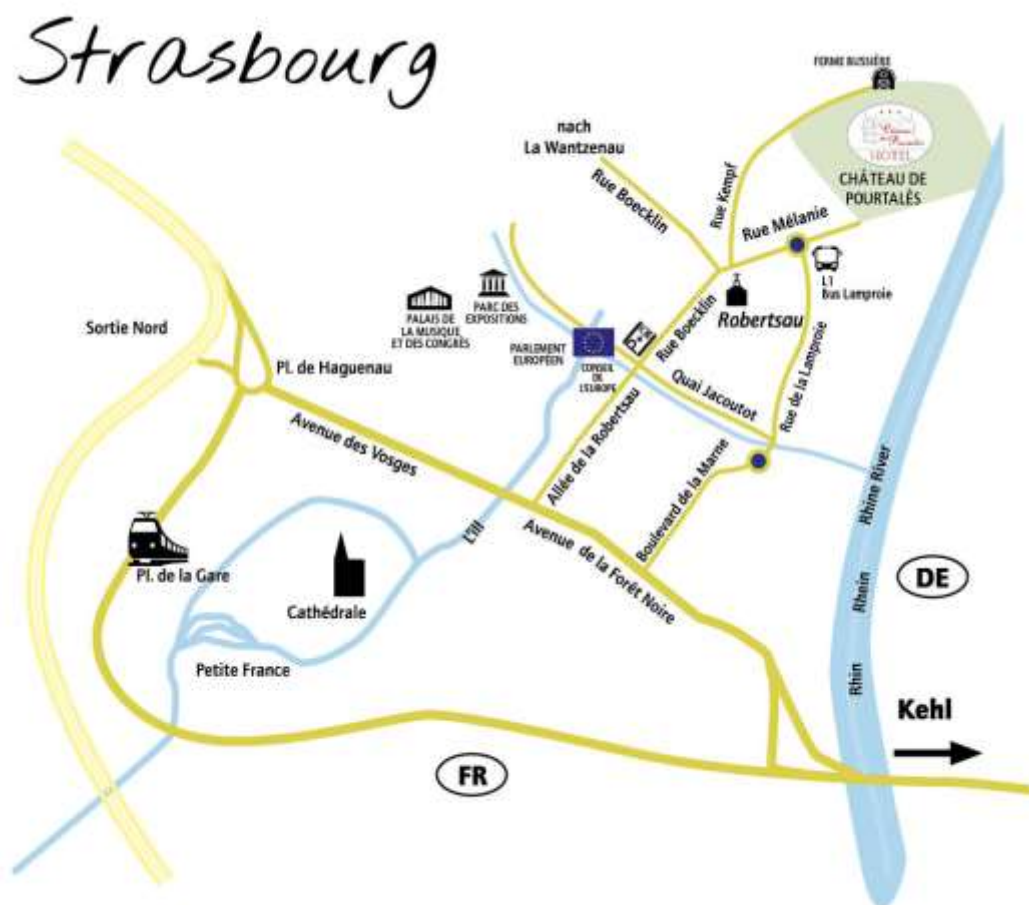 Strasbourg
FERME BUSSIÈRE
HOTEL
CHÂTEAU DE
POURTALÈS
nach
La Wantzenau
Rue Boecklin
Rue Kempf
Rue Mélanie
L1
Bus Lamproie
Robertsau
PALAIS DE
LA MUSIQUE
ET DES CONGRÈS
PARC DES
EXPOSITIONS
PARLEMENT
EUROPÉEN
CONSEIL
DE
L'EUROPE
P+R
Rue Boecklin
Quai Jacoutot
Rue de la Lamproie
Sortie Nord
Pl. de Haguenau
Avenue des Vosges
Allée de la Robertsau
Boulevard de la Marne
L'ill
Avenue de la Forêt Noire
Rhine River
Rhein
Rhin
DE
Pl. de la Gare
Cathédrale
Petite France
Kehl
FR